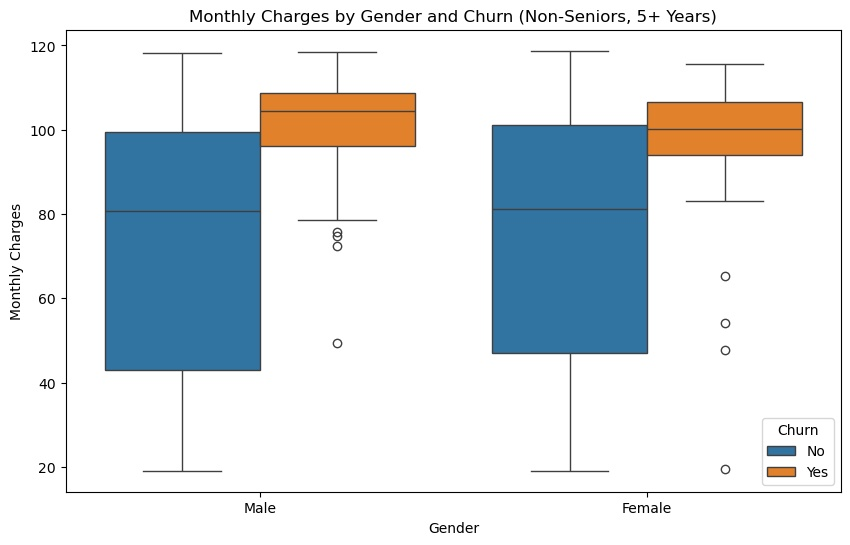 Monthly Charges by Gender and Churn (Non-Seniors, 5+ Years)
Monthly Charges
120
100
80
60
40
20
Male
Female
Gender
Churn
No
Yes